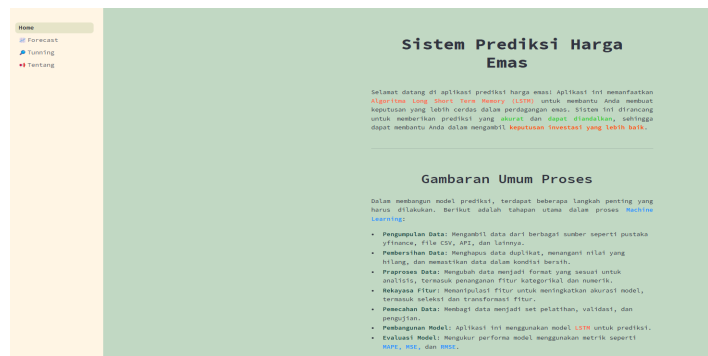 Home
Forecast
Tunning
Tentang
Sistem Prediksi Harga
Emas
Selamat datang di aplikasi prediksi harga emas! Aplikasi ini memanfaatkan
Algoritma Long Short Term Memory (LSTM) untuk membantu Anda membuat
keputusan yang lebih cerdas dalam perdagangan emas. Sistem ini dirancang
untuk memberikan prediksi yang akurat dan dapat diandalkan, sehingga
dapat membantu Anda dalam mengambil keputusan investasi yang lebih baik.
Gambaran Umum Proses
Dalam membangun model prediksi, terdapat beberapa langkah penting yang
harus dilakukan. Berikut adalah tahapan utama dalam proses Machine
Learning:
• Pengumpulan Data: Mengambil data dari berbagai sumber seperti pustaka
yfinance, file CSV, API, dan lainnya.
• Pembersihan Data: Menghapus data duplikat, menangani nilai yang
hilang, dan memastikan data dalam kondisi bersih.
• Praproses Data: Mengubah data menjadi format yang sesuai untuk
analisis, termasuk penanganan fitur kategorikal dan numerik.
• Rekayasa Fitur: Memanipulasi fitur untuk meningkatkan akurasi model,
termasuk seleksi dan transformasi fitur.
• Pemecahan Data: Membagi data menjadi set pelatihan, validasi, dan
pengujian.
• Pembangunan Model: Aplikasi ini menggunakan model LSTM untuk prediksi.
• Evaluasi Model: Mengukur performa model menggunakan metrik seperti
MAPE, MSE, dan RMSE.